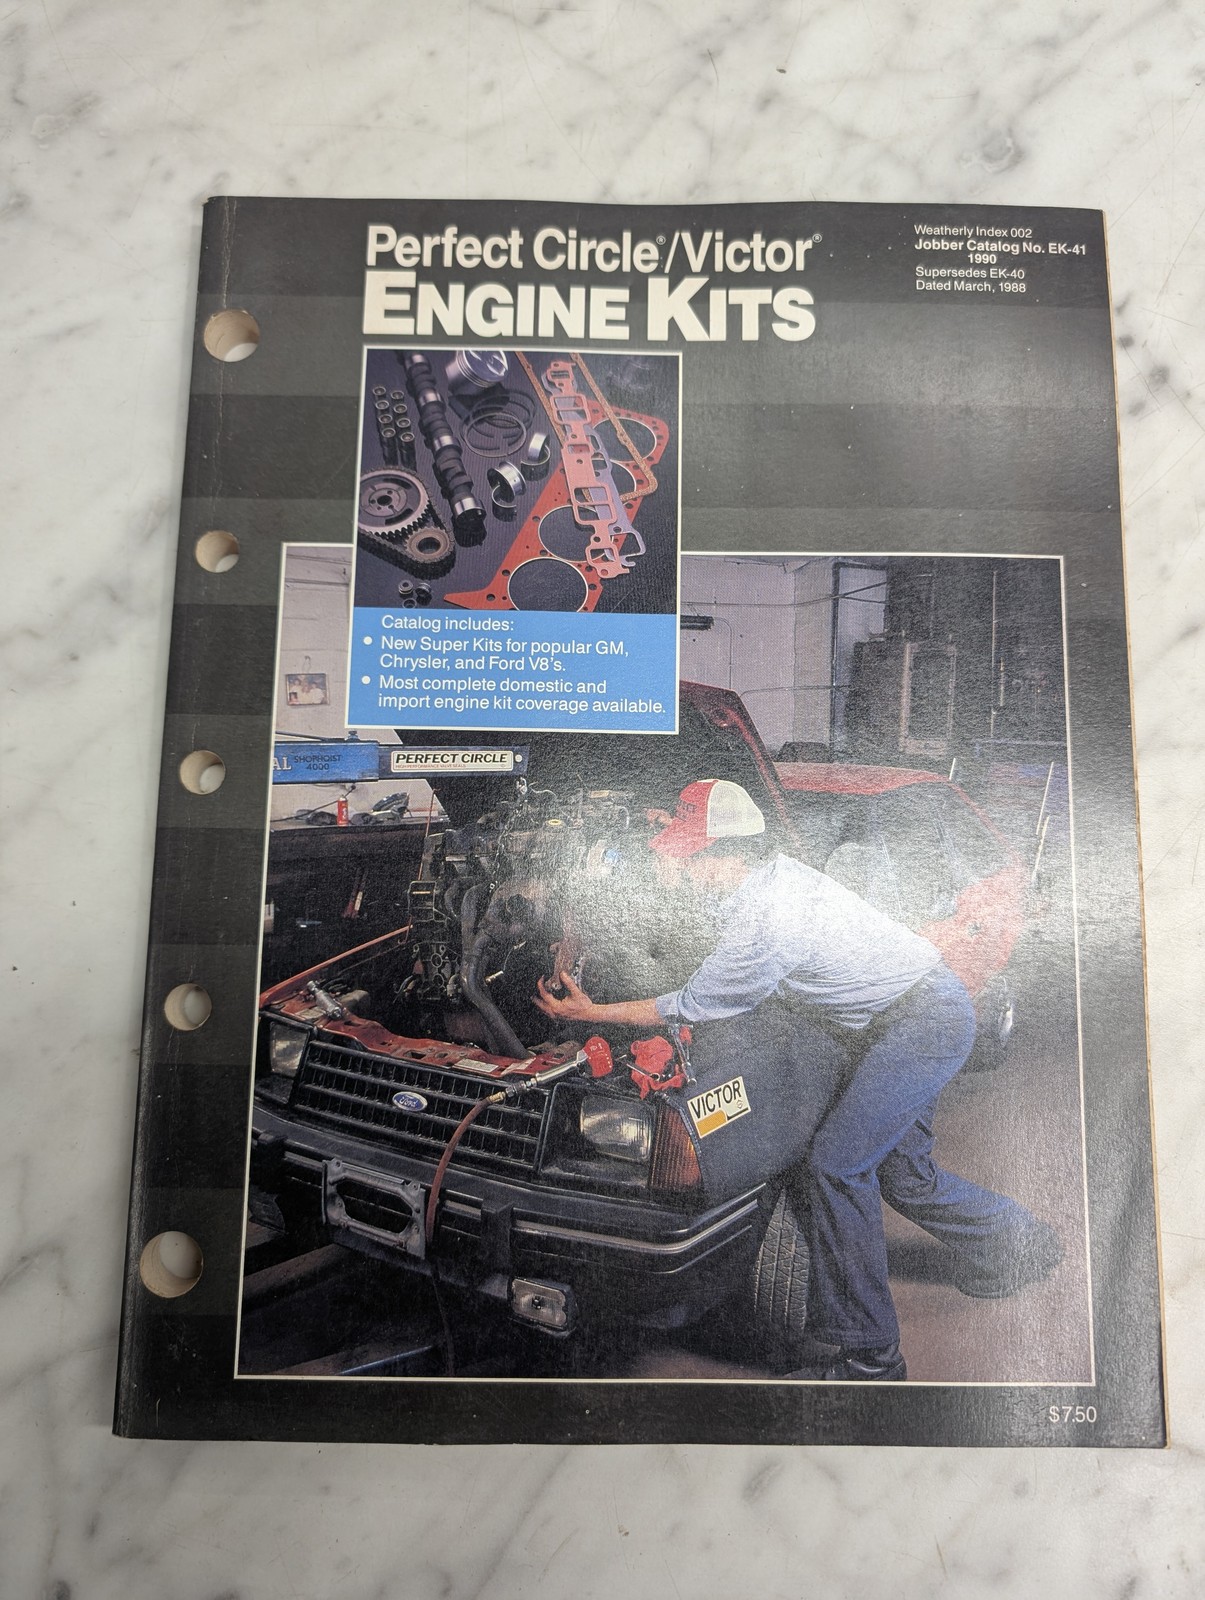 Perfect Circle®/Victor®
ENGINE KITS
Weatherly Index 002
Jobber Catalog No. EK-41
1990
Supersedes EK-40
Dated March, 1988
Catalog includes:
• New Super Kits for popular GM,
Chrysler, and Ford V8's.
• Most complete domestic and
import engine kit coverage available.
AL SHOPHOIST
4000
PERFECT CIRCLE
Ford
VICTOR
$7.50